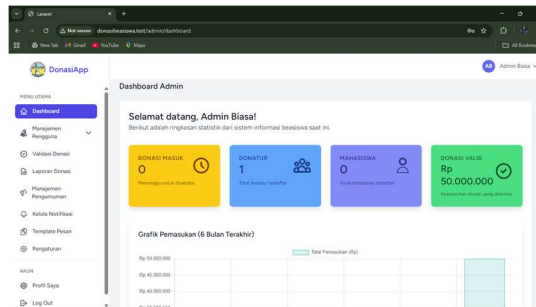 Laravel
Not secure donasibeasiswa.test/admin/dashboard
New Tab
Gmail
YouTube
Maps
All Bookmarks
DonasiApp
AB Admin Biasa
MENU UTAMA
Dashboard
Manajemen
Pengguna
Validasi Donasi
Laporan Donasi
Manajemen
Pengumuman
Kelola Notifikasi
Template Pesan
Pengaturan
AKUN
Profil Saya
Log Out
Dashboard Admin
Selamat datang, Admin Biasa!
Berikut adalah ringkasan statistik dari sistem informasi beasiswa saat ini.
DONASI MASUK
0
Menunggu untuk divalidasi
DONATUR
1
Total donatur terdaftar
MAHASISWA
0
Total mahasiswa terdaftar
DONASI VALID
Rp
50.000.000
Keseluruhan donasi yang diterima
Grafik Pemasukan (6 Bulan Terakhir)
Total Pemasukan (Rp)
Rp 50.000.000
Rp 45.000.000
Rp 40.000.000